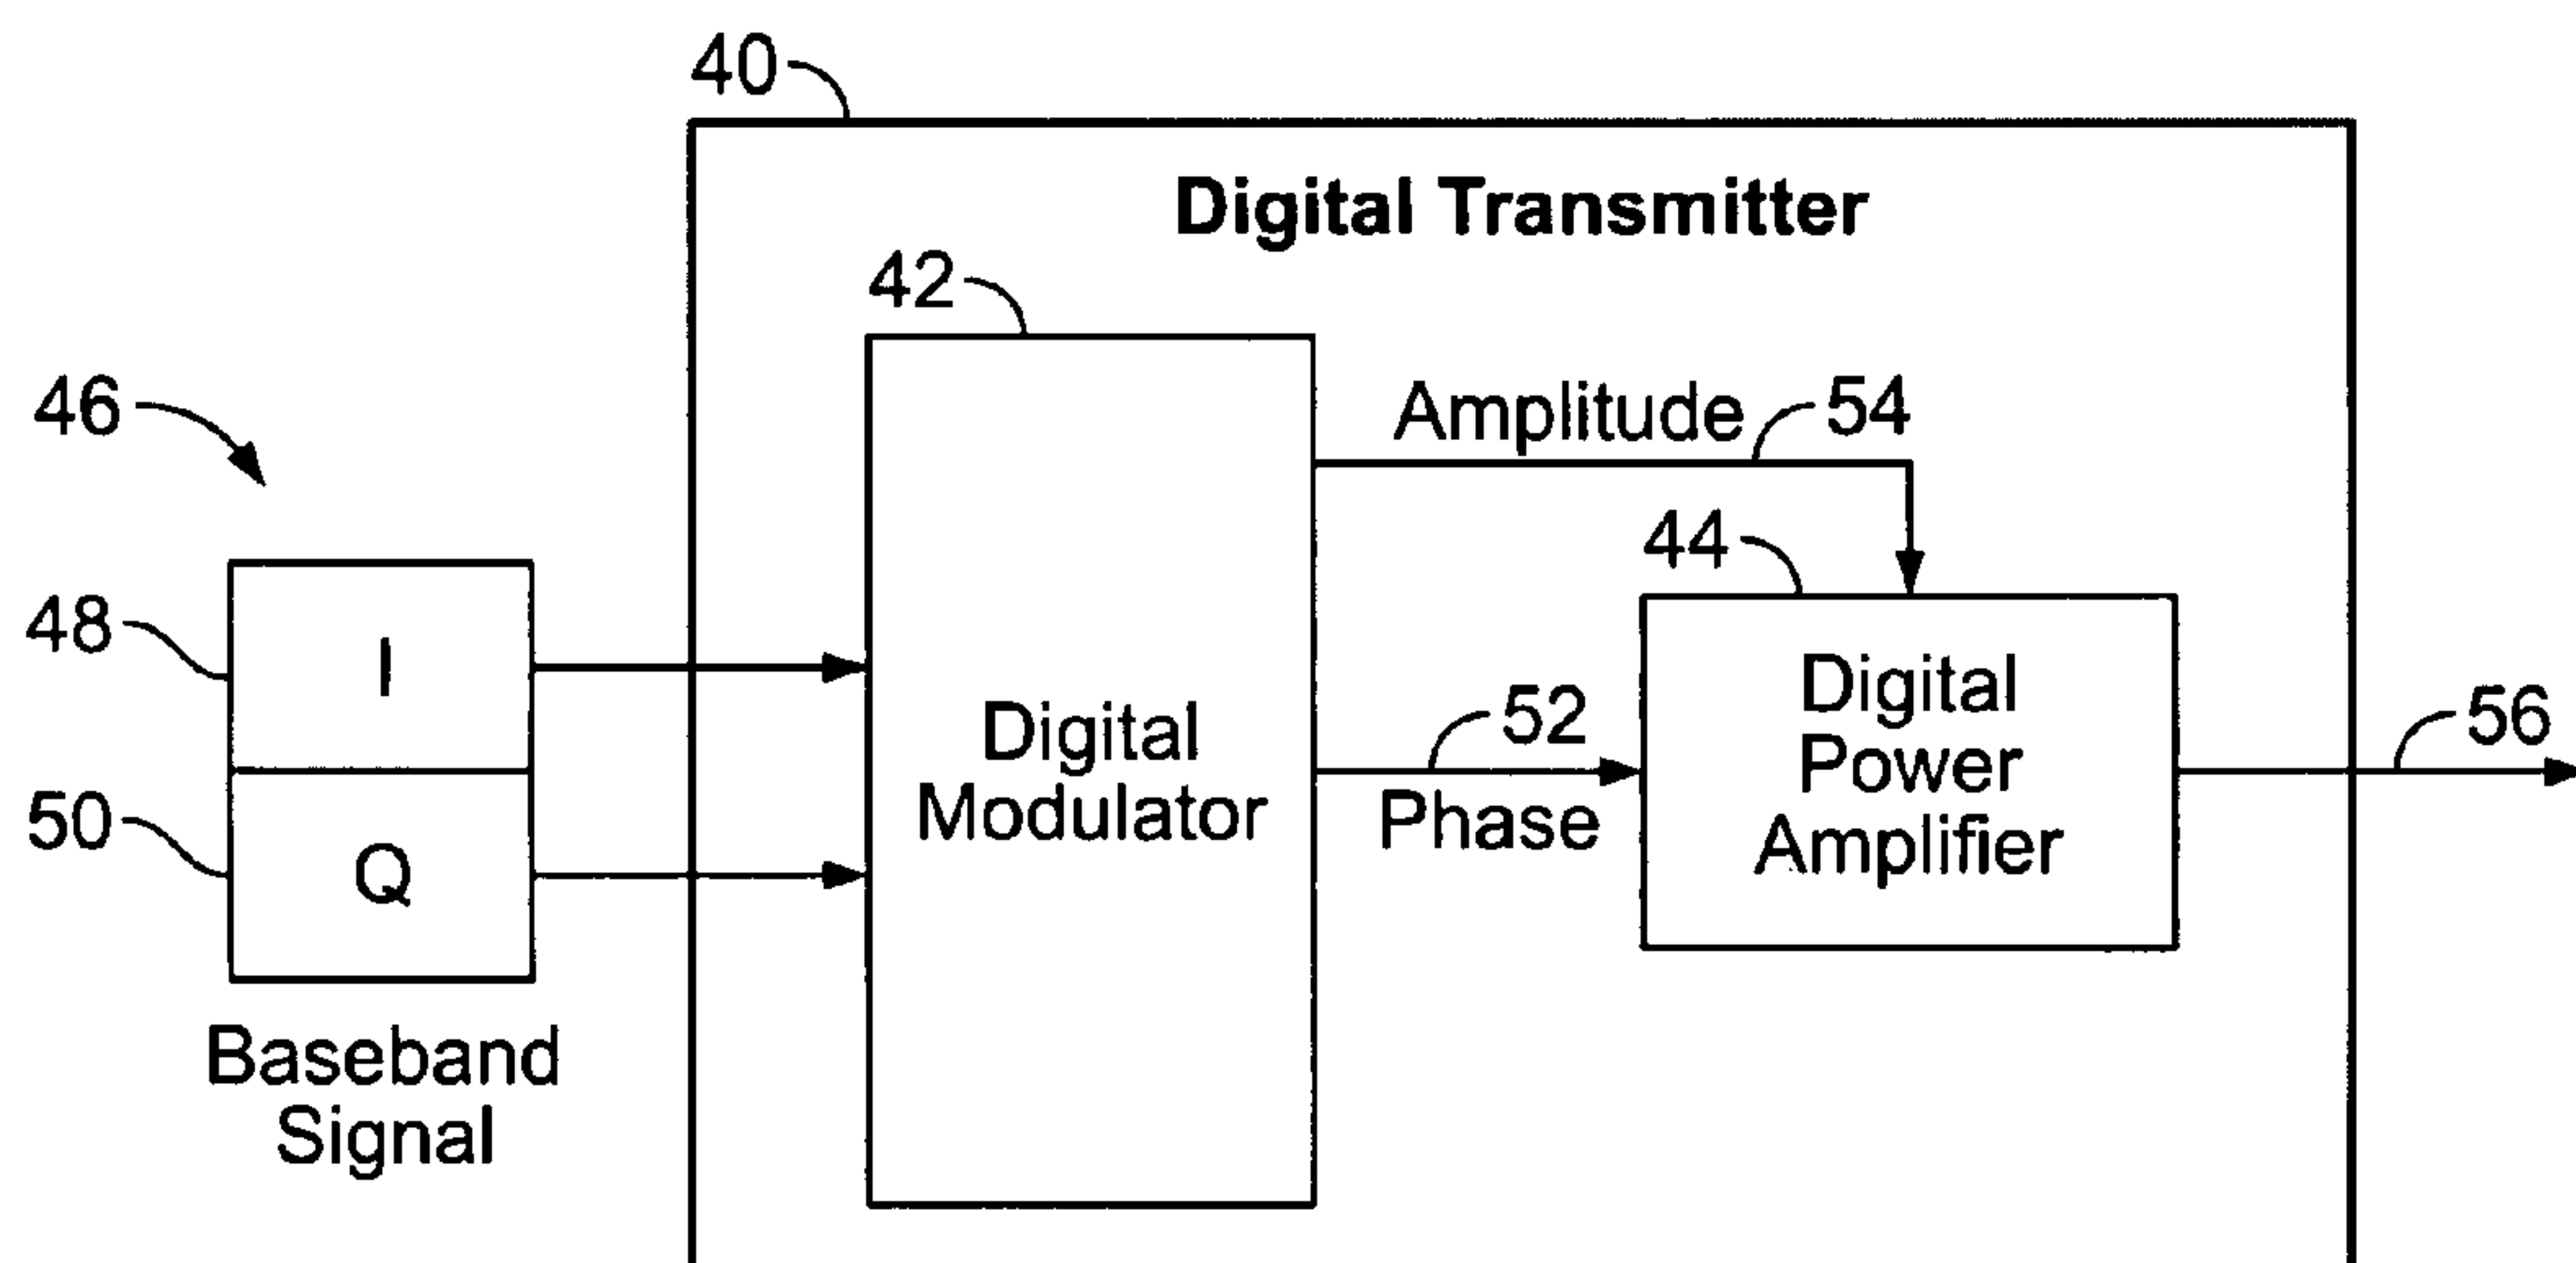 40
Digital Transmitter
42
46
Amplitude
54
44
48
I
Digital
Power
Amplifier
Digital
Modulator
52
Phase
56
50
Q
Baseband
Signal